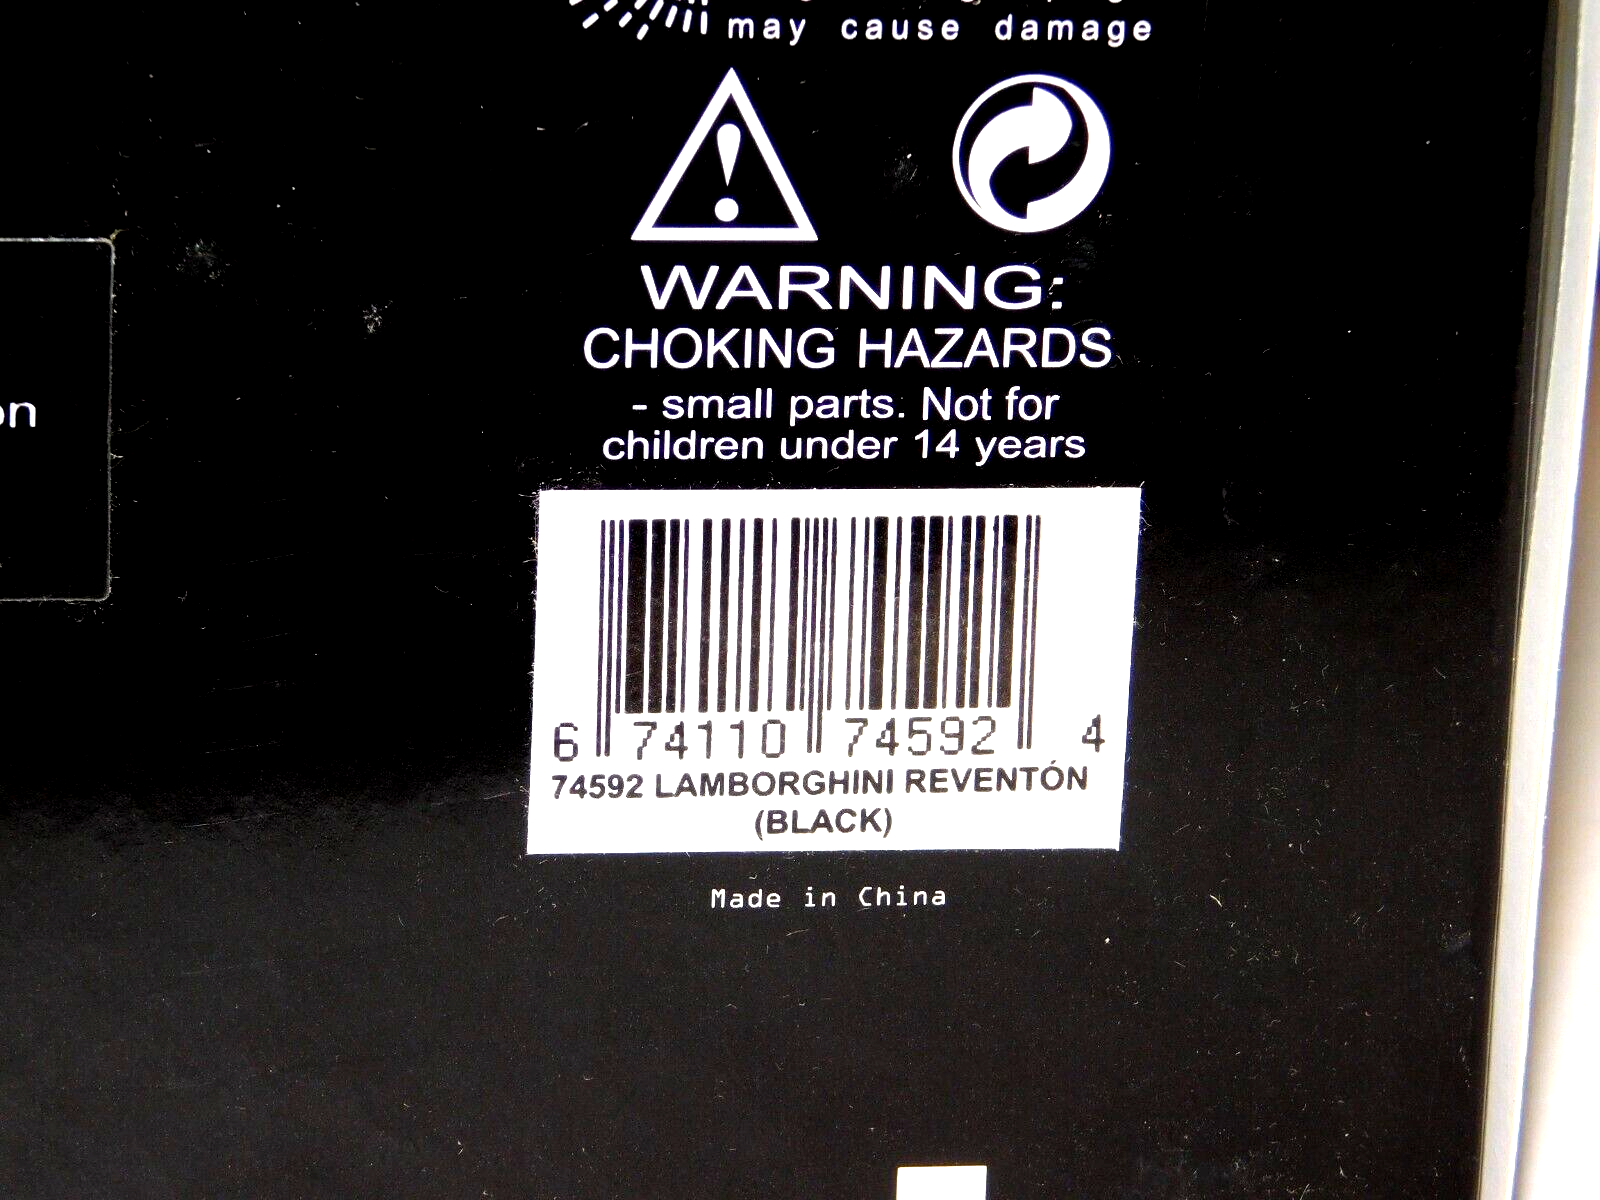 may cause damage
WARNING:
CHOKING HAZARDS
- small parts. Not for
children under 14 years
on
6 74110 74592 4
74592 LAMBORGHINI REVENTÓN
(BLACK)
Made in China